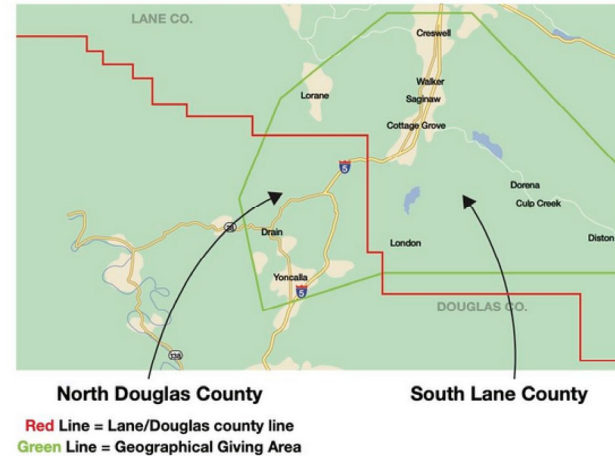 LANE CO.
Creswell
Walker
Saginaw
Lorane
Cottage Grove
5
Dorena
Culp Creek
Drain
London
Diston
Yoncalla
5
DOUGLAS CO.
138
North Douglas County
South Lane County
Red Line = Lane/Douglas county line
Green Line = Geographical Giving Area